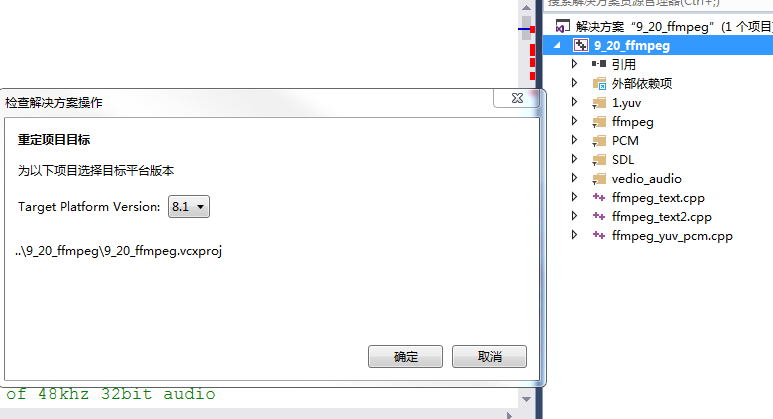 搜索解决方案资源管理器(Ctrl+;)
解决方案"9_20_ffmpeg"(1 个项目)
9_20_ffmpeg
引用
外部依赖项
1.yuv
ffmpeg
PCM
SDL
vedio_audio
ffmpeg_text.cpp
ffmpeg_text2.cpp
ffmpeg_yuv_pcm.cpp
检查解决方案操作
重定项目目标
为以下项目选择目标平台版本
Target Platform Version: 8.1
..\9_20_ffmpeg\9_20_ffmpeg.vcxproj
确定 取消
of 48khz 32bit audio